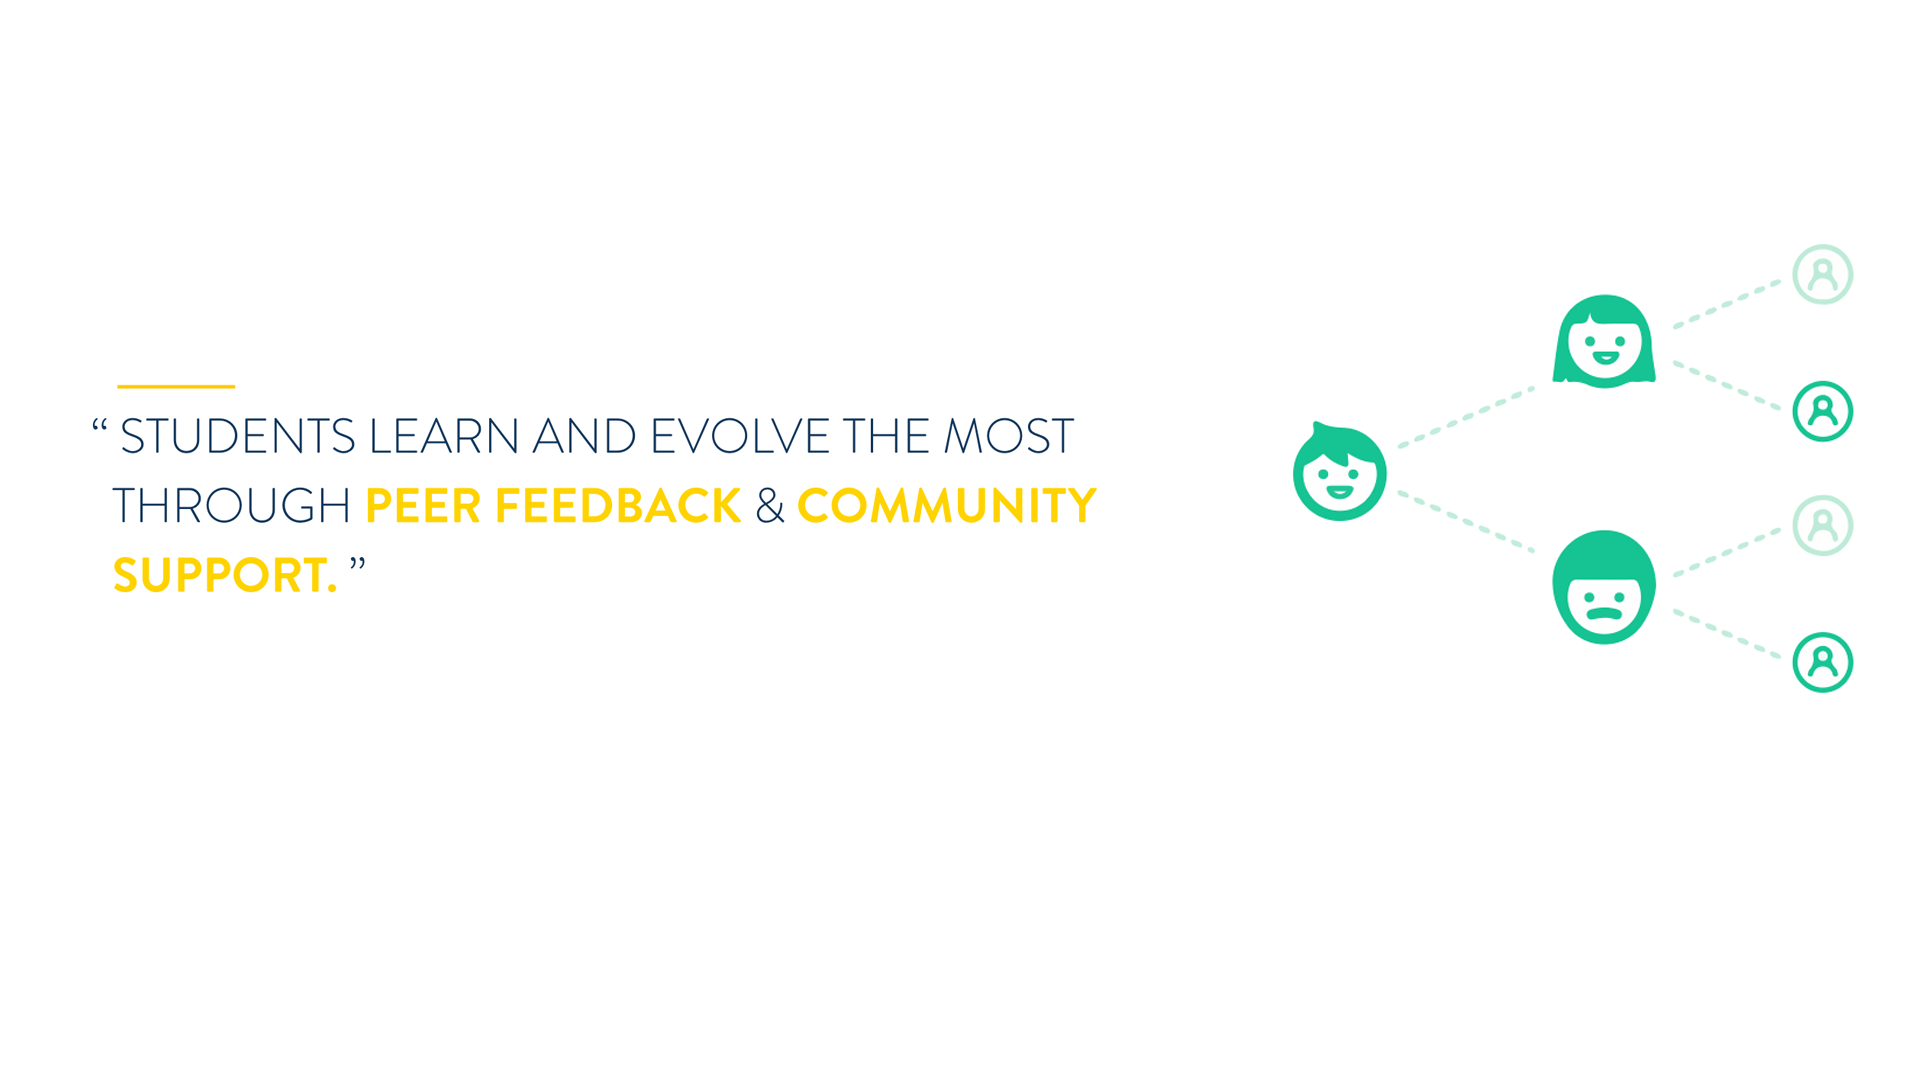 “ STUDENTS LEARN AND EVOLVE THE MOST
THROUGH PEER FEEDBACK & COMMUNITY
SUPPORT. ”